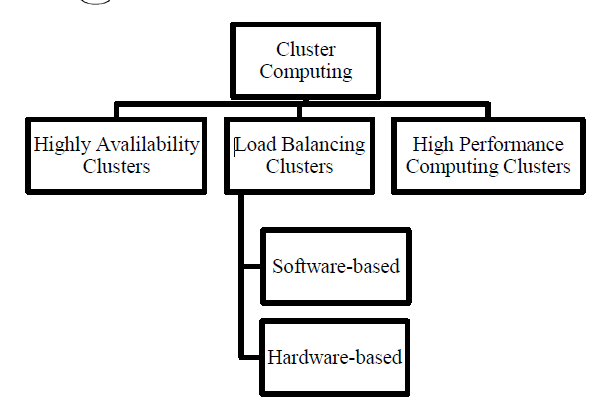 Cluster
Computing
Highly Avalilability
Clusters
Load Balancing
Clusters
High Performance
Computing Clusters
Software-based
Hardware-based